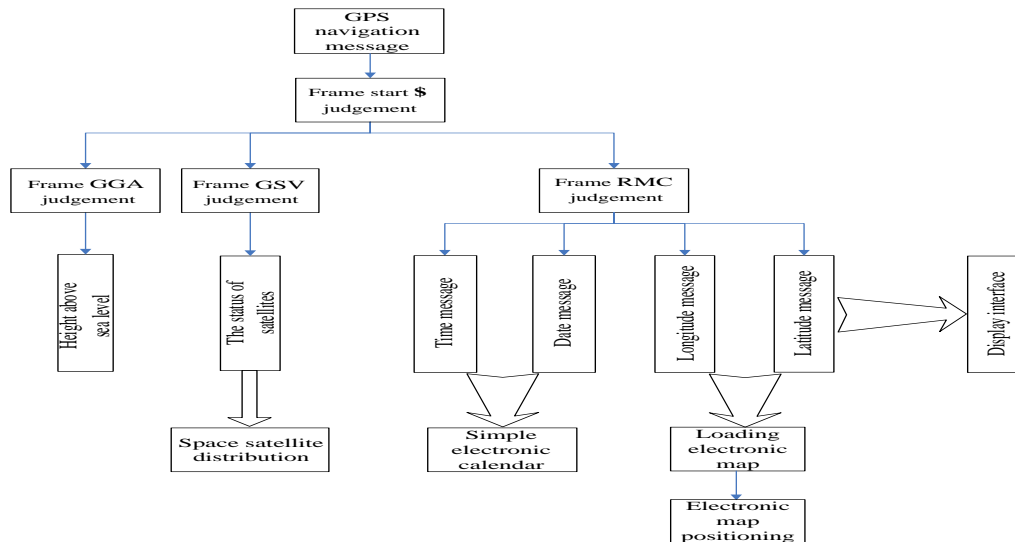 GPS
navigation
message
Frame start $
judgement
Frame GGA
judgement
Frame GSV
judgement
Frame RMC
judgement
Height above
sea level
The status of
satellites
Time message
Date message
Longitude message
Latitude message
Display interface
Space satellite
distribution
Simple
electronic
calendar
Loading
electronic
map
Electronic
map
positioning